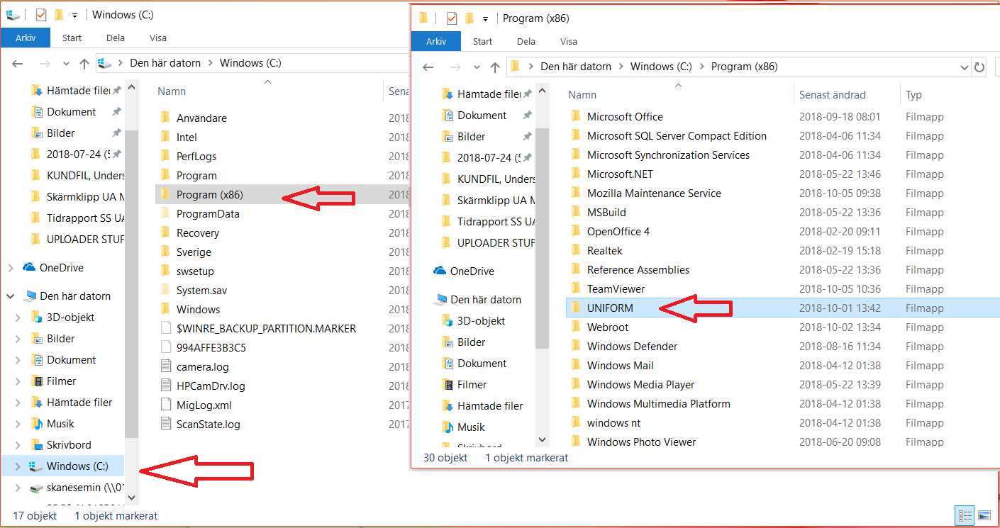 Windows (C:)
Arkiv Start Dela Visa
Den här datorn > Windows (C:)
Hämtade filer
Dokument
Bilder
2018-07-24 (5
KUNDFIL, Unders
Skärmklipp UA M
Tidrapport SS UA
UPLOADER STUF
OneDrive
Den här datorn
3D-objekt
Bilder
Dokument
Filmer
Hämtade filer
Musik
Skrivbord
Windows (C:)
skanesemin (\\01
Namn Sena
Användare 2018
Intel 2018
PerfLogs 2018
Program 2018
Program (x86) 2018
ProgramData 2018
Recovery 2018
Sverige 2018
swsetup 2018
System.sav 2018
Windows 2018
$WINRE_BACKUP_PARTITION.MARKER 2018
994AFFE3B3C5 2018
camera.log 2018
HPCamDrv.log 2018
MigLog.xml 2017
ScanState.log 2017
17 objekt 1 objekt markerat
Program (x86)
Arkiv Start Dela Visa
Den här datorn > Windows (C:) > Program (x86)
Hämtade filer
Dokument
Bilder
2018-07-24 (5
KUNDFIL, Unders
Skärmklipp UA M
Tidrapport SS UA
UPLOADER STUF
OneDrive
Den här datorn
3D-objekt
Bilder
Dokument
Filmer
Hämtade filer
Musik
Skrivbord
Namn Senast ändrad Typ
Microsoft Office 2018-09-18 08:01 Filmapp
Microsoft SQL Server Compact Edition 2018-04-06 11:34 Filmapp
Microsoft Synchronization Services 2018-04-06 11:34 Filmapp
Microsoft.NET 2018-05-22 13:46 Filmapp
Mozilla Maintenance Service 2018-10-05 09:38 Filmapp
MSBuild 2018-05-22 13:36 Filmapp
OpenOffice 4 2018-02-20 09:11 Filmapp
Realtek 2018-02-19 15:18 Filmapp
Reference Assemblies 2018-05-22 13:36 Filmapp
TeamViewer 2018-10-05 10:36 Filmapp
UNIFORM 2018-10-01 13:42 Filmapp
Webroot 2018-10-02 13:34 Filmapp
Windows Defender 2018-08-16 11:34 Filmapp
Windows Mail 2018-04-12 01:38 Filmapp
Windows Media Player 2018-05-22 13:39 Filmapp
Windows Multimedia Platform 2018-04-12 01:38 Filmapp
windows nt 2018-04-12 01:38 Filmapp
Windows Photo Viewer 2018-06-20 09:08 Filmapp
30 objekt 1 objekt markerat